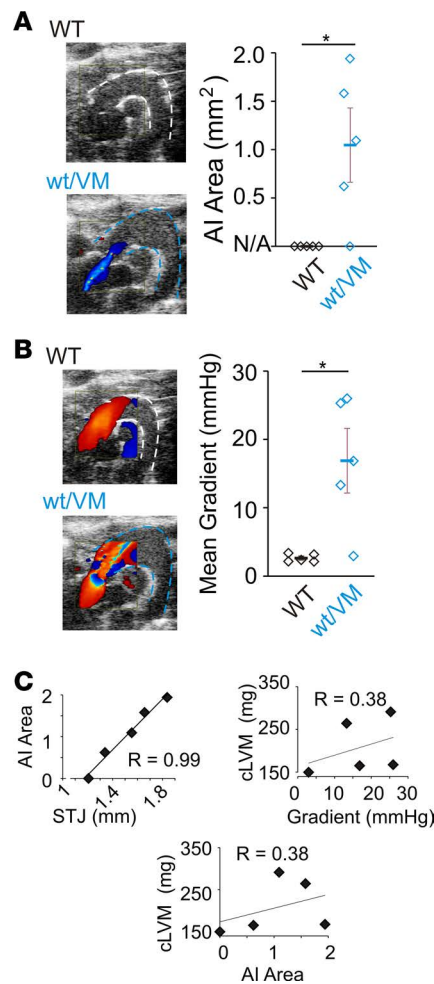 A
WT
wt/VM
*
AI Area (mm²)
2.0
1.5
1.0
0.5
N/A
WT
wt/VM
B
WT
wt/VM
*
Mean Gradient (mmHg)
30
20
10
0
WT
wt/VM
C
AI Area
2
1
0
R = 0.99
1
1.4
1.8
STJ (mm)
cLVM (mg)
350
250
150
R = 0.38
0
10
20
30
Gradient (mmHg)
cLVM (mg)
350
250
150
R = 0.38
0
1
2
AI Area